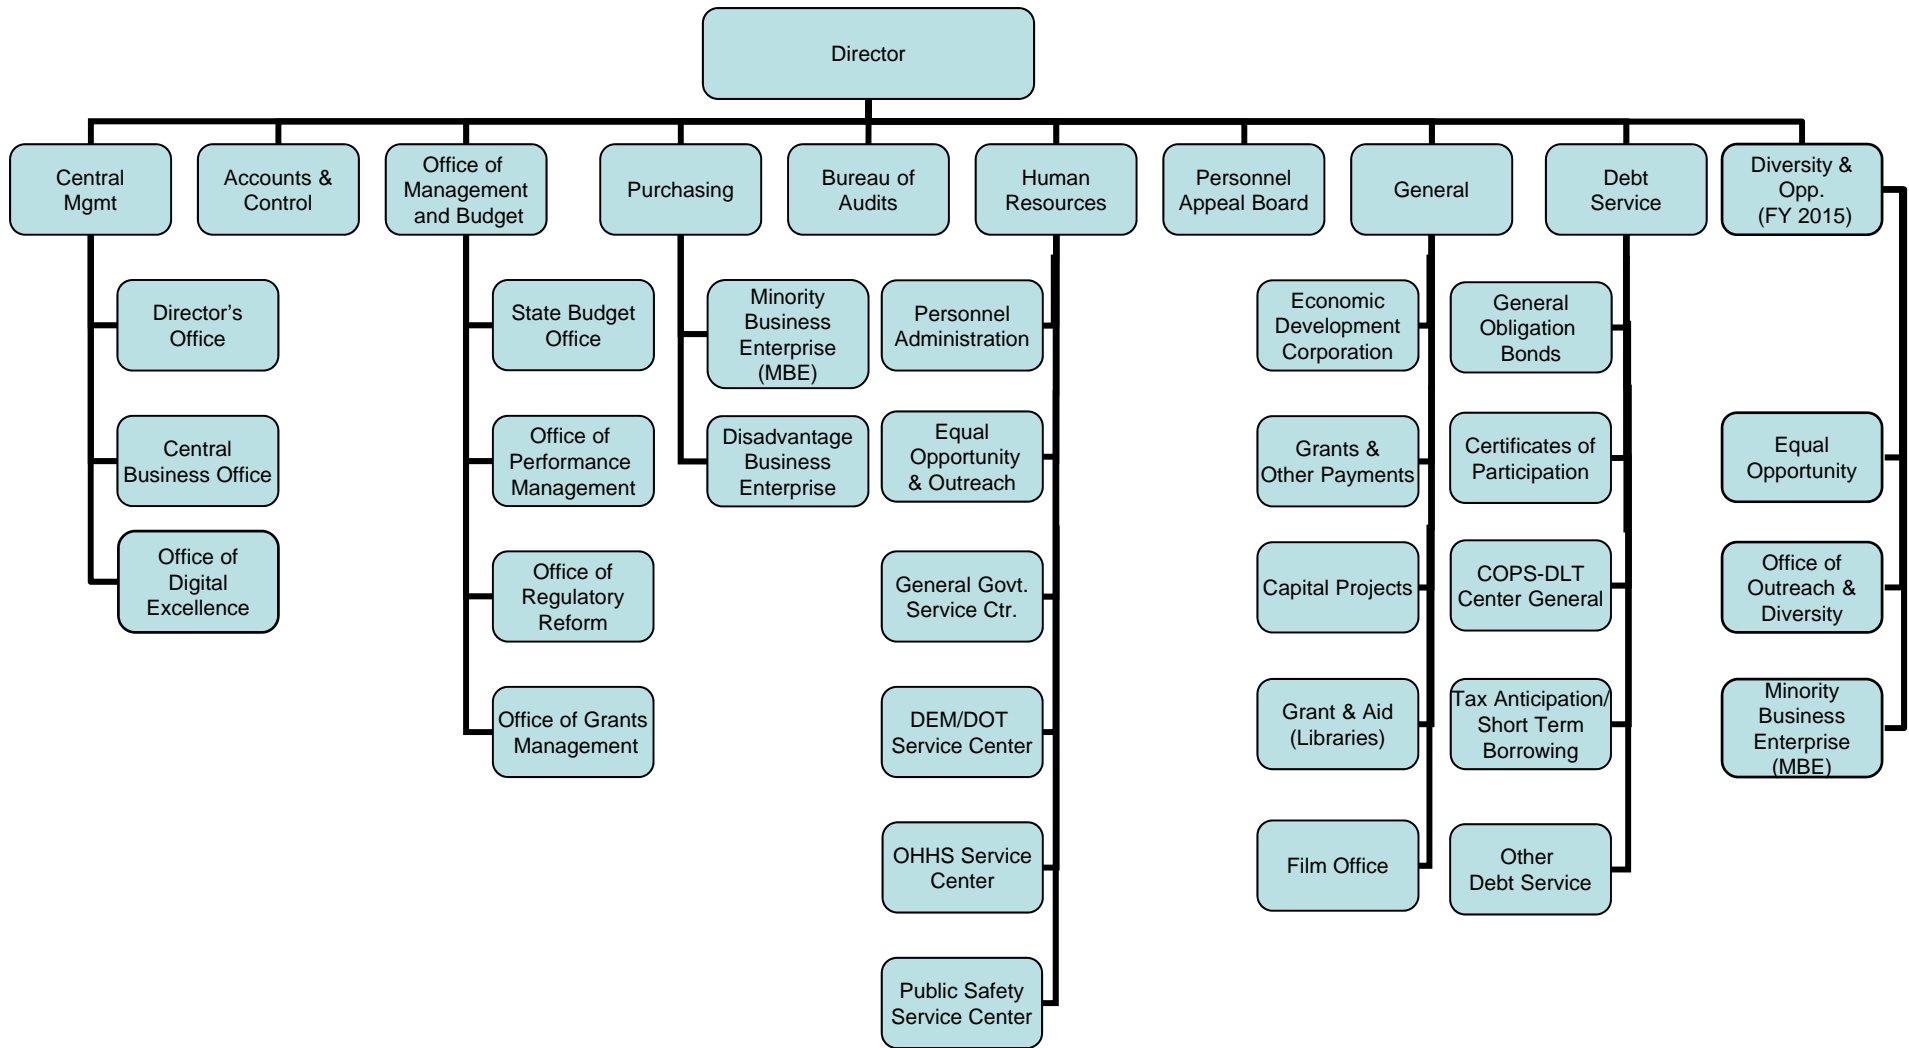 Director
Central
Mgmt
Accounts &
Control
Office of
Management
and Budget
Purchasing
Bureau of
Audits
Human
Resources
Personnel
Appeal Board
General
Debt
Service
Diversity &
Opp.
(FY 2015)
Director’s
Office
Central
Business Office
Office of
Digital
Excellence
State Budget
Office
Office of
Performance
Management
Office of
Regulatory
Reform
Office of Grants
Management
Minority
Business
Enterprise
(MBE)
Disadvantage
Business
Enterprise
Personnel
Administration
Equal
Opportunity
& Outreach
General Govt.
Service Ctr.
DEM/DOT
Service Center
OHHS Service
Center
Public Safety
Service Center
Economic
Development
Corporation
Grants &
Other Payments
Capital Projects
Grant & Aid
(Libraries)
Film Office
General
Obligation
Bonds
Certificates of
Participation
COPS-DLT
Center General
Tax Anticipation/
Short Term
Borrowing
Other
Debt Service
Equal
Opportunity
Office of
Outreach &
Diversity
Minority
Business
Enterprise
(MBE)